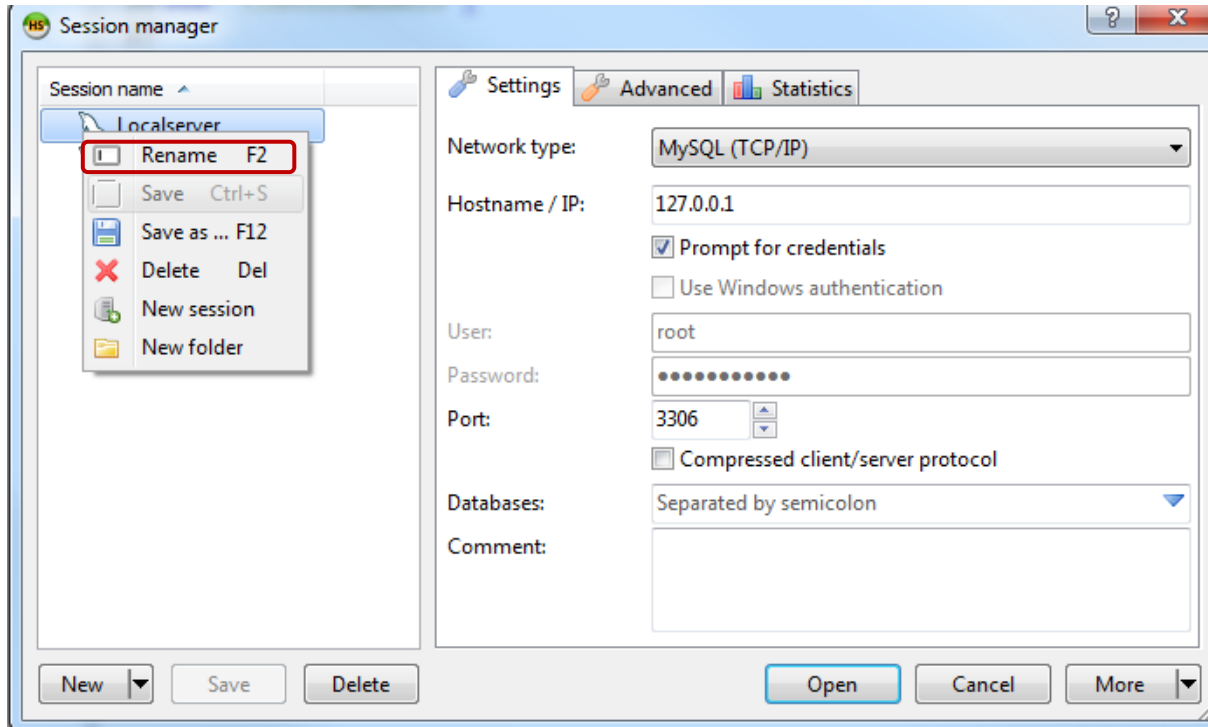 HS Session manager
Session name
Localserver
Rename F2
Save Ctrl+S
Save as ... F12
Delete Del
New session
New folder
Settings Advanced Statistics
Network type: MySQL (TCP/IP)
Hostname / IP: 127.0.0.1
Prompt for credentials
Use Windows authentication
User: root
Password: ●●●●●●●●●●●
Port: 3306
Compressed client/server protocol
Databases: Separated by semicolon
Comment:
New Save Delete Open Cancel More